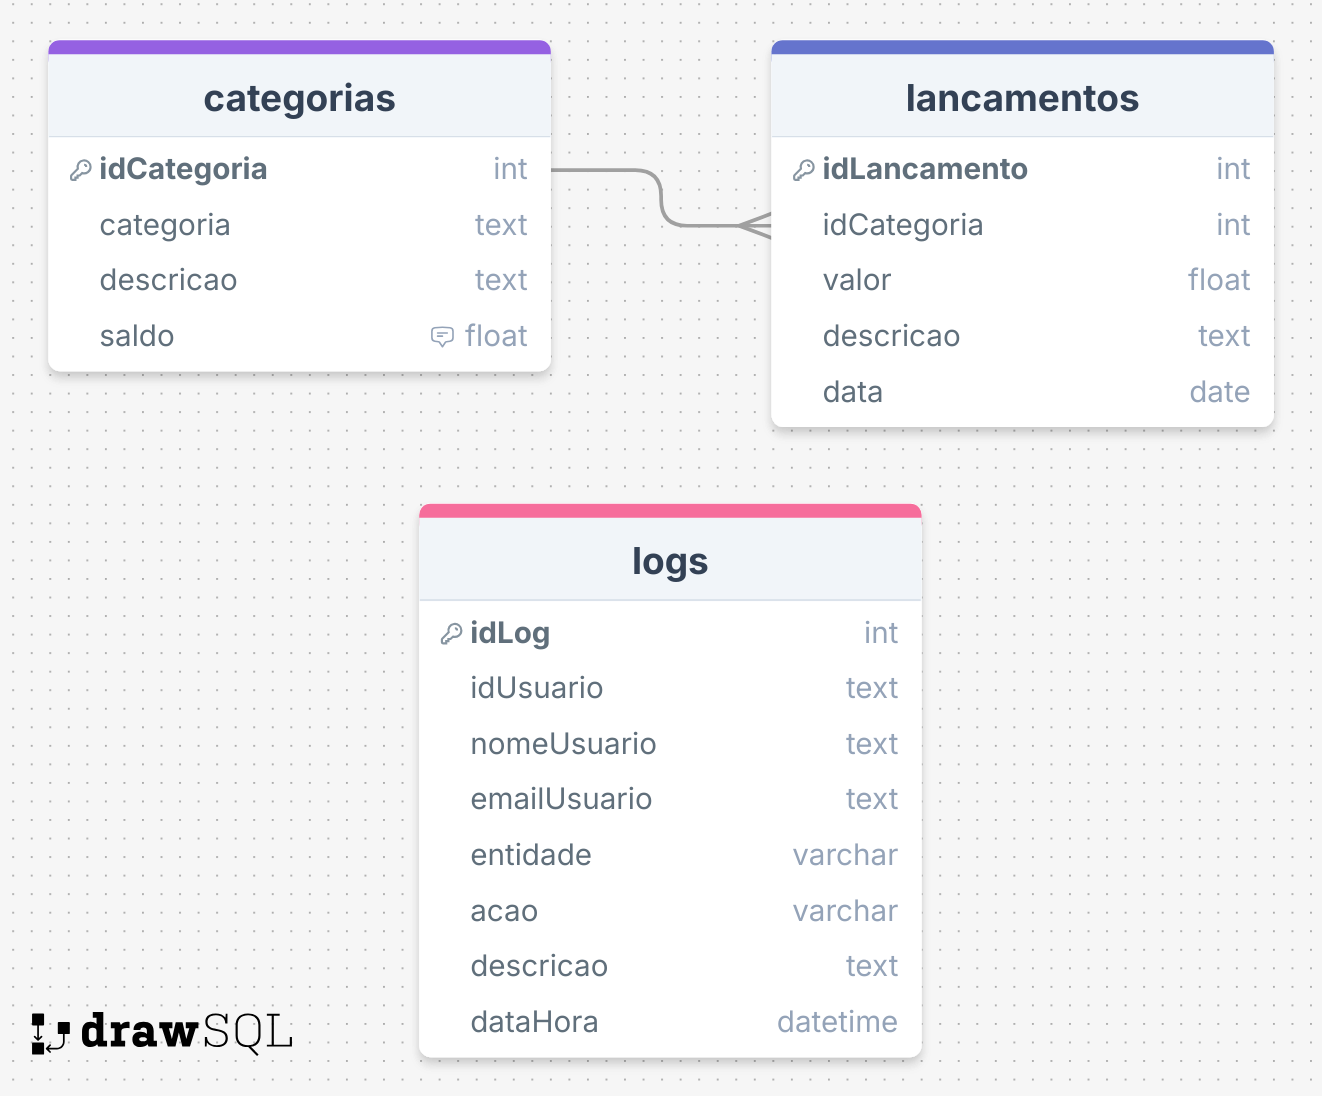 categorias
idCategoria int
categoria text
descricao text
saldo float
lancamentos
idLancamento int
idCategoria int
valor float
descricao text
data date
logs
idLog int
idUsuario text
nomeUsuario text
emailUsuario text
entidade varchar
acao varchar
descricao text
dataHora datetime
drawSQL